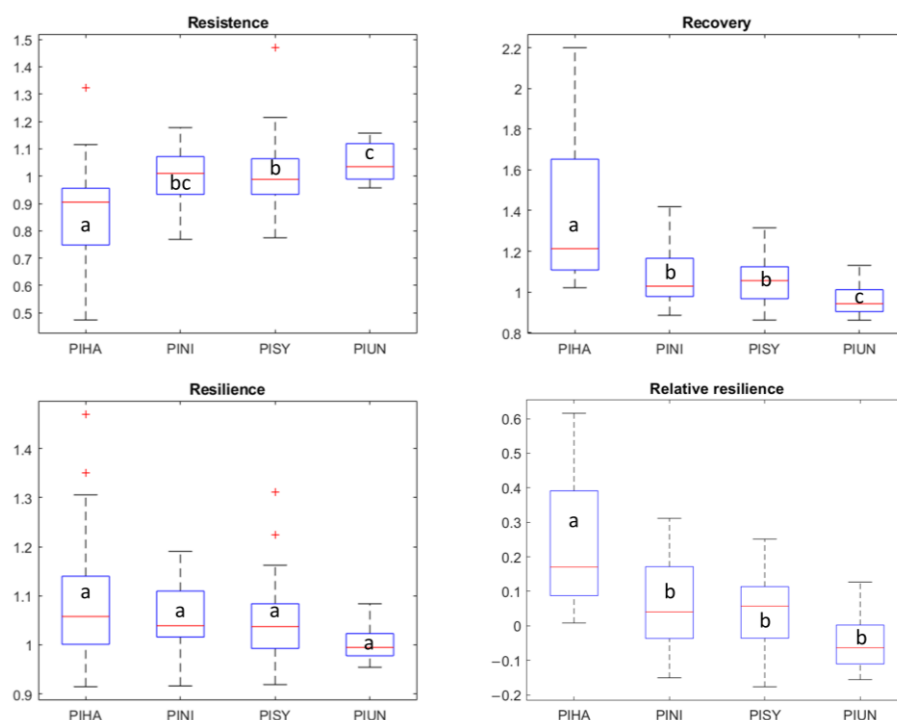 Resistence
1.5
1.4
1.3
1.2
1.1
1
0.9
0.8
0.7
0.6
0.5
a
bc
b
c
PIHA PINI PISY PIUN
Recovery
2.2
2
1.8
1.6
1.4
1.2
1
0.8
a
b
b
c
PIHA PINI PISY PIUN
Resilience
1.4
1.3
1.2
1.1
1
0.9
a
a
a
a
PIHA PINI PISY PIUN
Relative resilience
0.6
0.5
0.4
0.3
0.2
0.1
0
−0.1
−0.2
a
b
b
b
PIHA PINI PISY PIUN